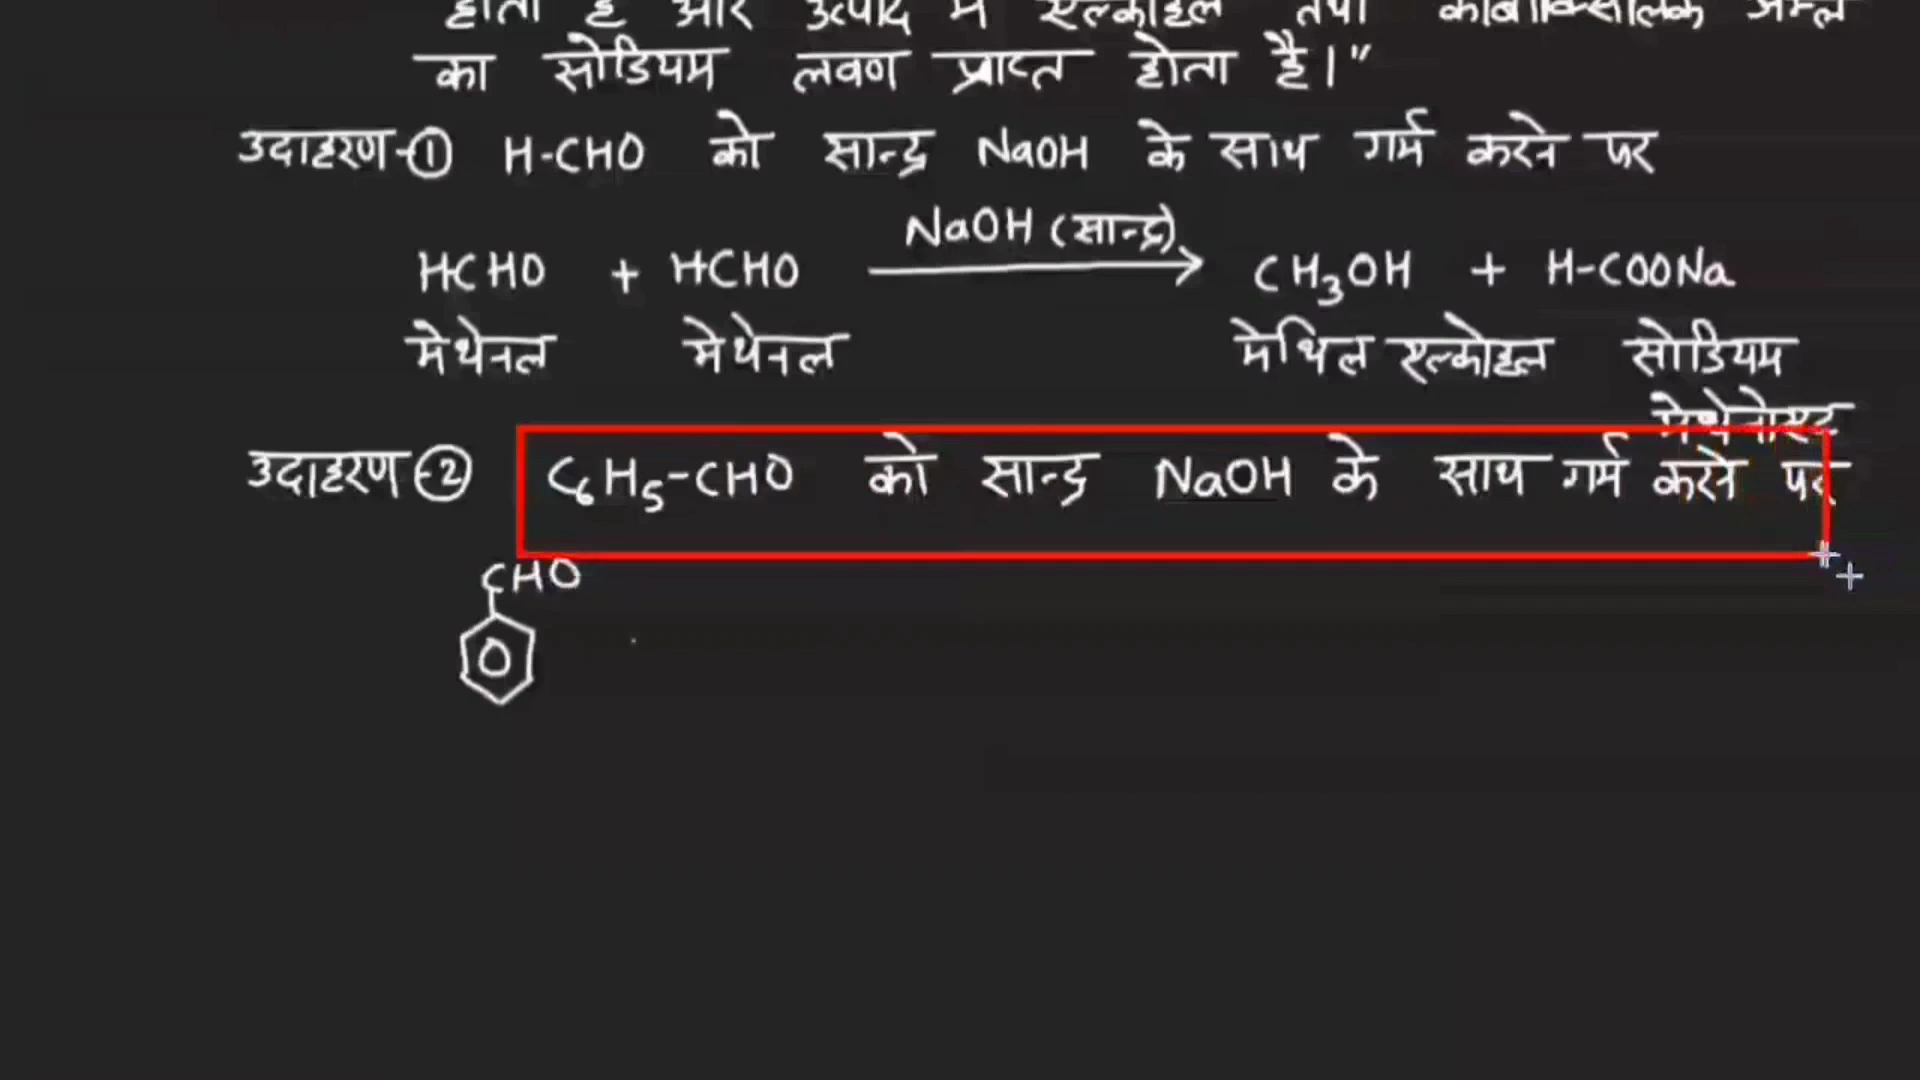 होता है और उत्पाद में एल्कोहल तथा कार्बोक्सिलिक अम्ल
का सोडियम लवण प्राप्त होता है।"
उदाहरण-① H-CHO को सान्द्र NaOH के साथ गर्म करने पर
NaOH (सान्द्र)
HCHO + HCHO → CH₃OH + H-COONa
मेथेनल मेथेनल मेथिल एल्कोहल सोडियम
मेथेनोएट
उदाहरण-② C₆H₅-CHO को सान्द्र NaOH के साथ गर्म करने पर
CHO